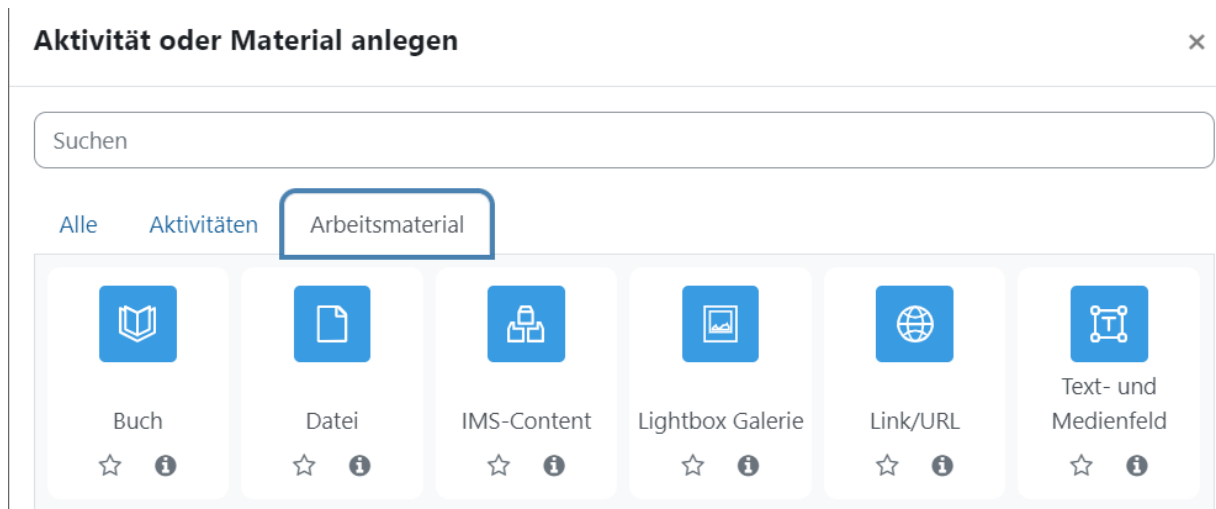 Aktivität oder Material anlegen
Suchen
Alle Aktivitäten Arbeitsmaterial
Buch
Datei
IMS-Content
Lightbox Galerie
Link/URL
Text- und
Medienfeld